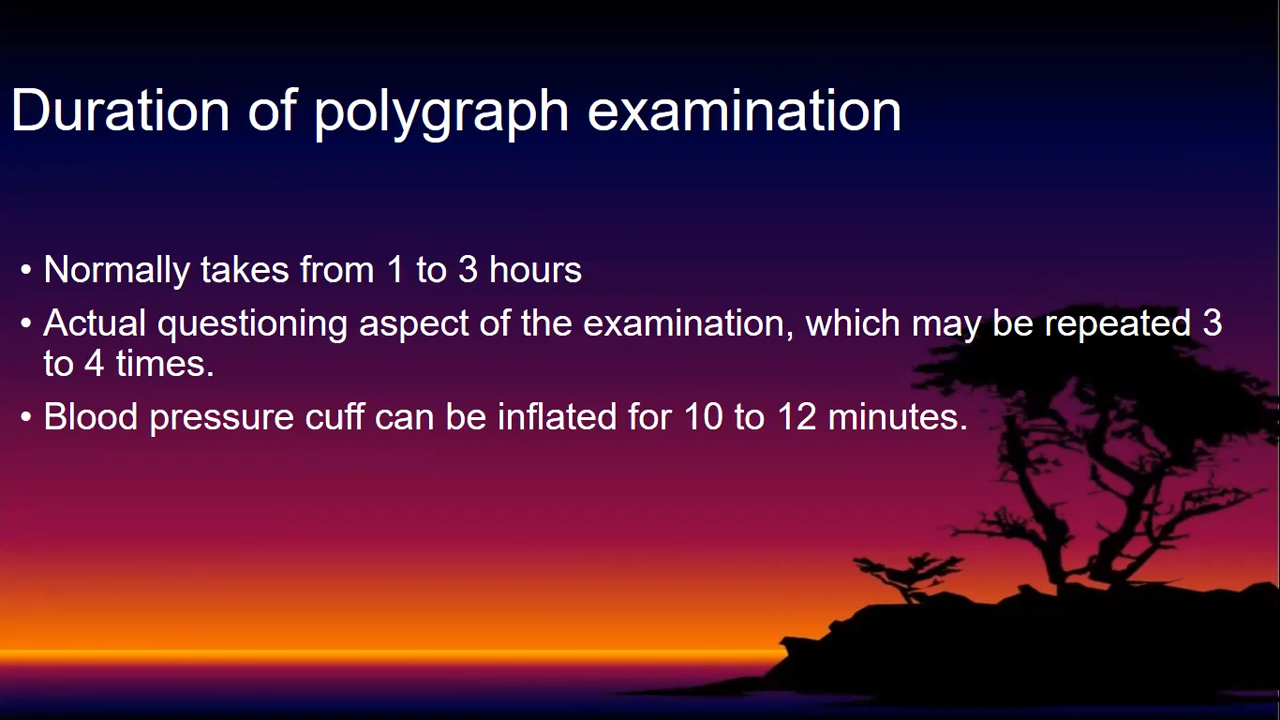 Duration of polygraph examination
• Normally takes from 1 to 3 hours
• Actual questioning aspect of the examination, which may be repeated 3
to 4 times.
• Blood pressure cuff can be inflated for 10 to 12 minutes.